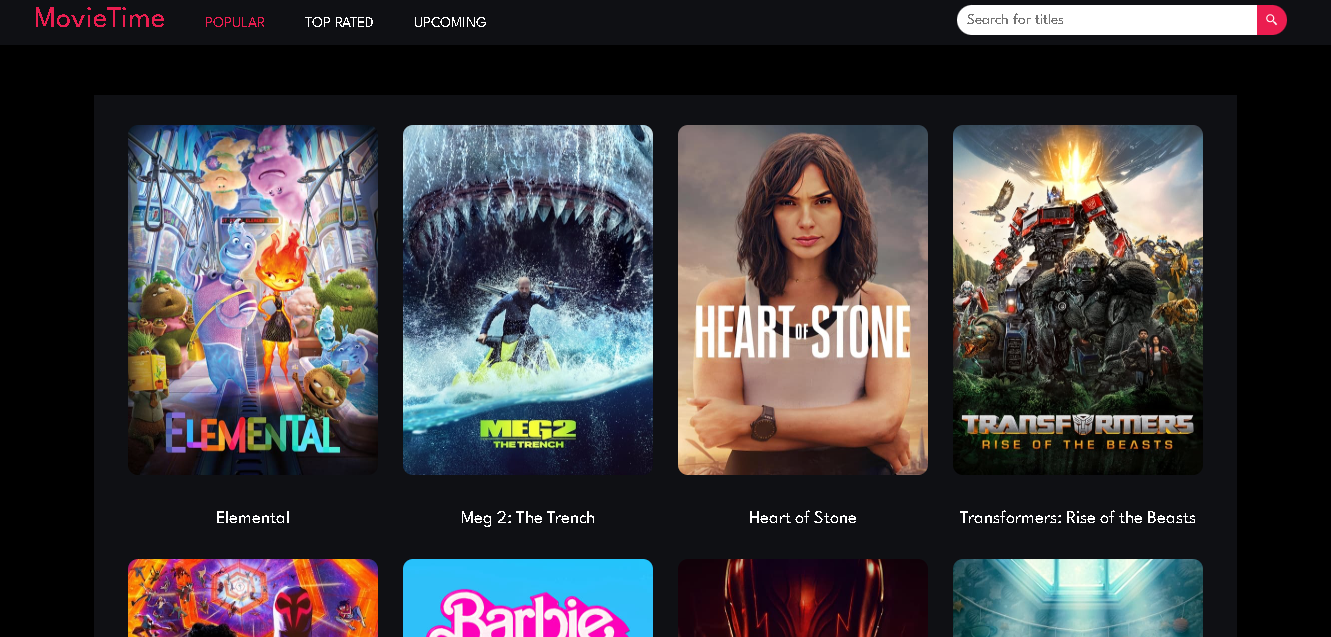 MovieTime
POPULAR
TOP RATED
UPCOMING
Search for titles
ELEMENTAL
MEG2
THE TRENCH
HEART OF STONE
TRANSFORMERS
RISE OF THE BEASTS
Elemental
Meg 2: The Trench
Heart of Stone
Transformers: Rise of the Beasts
Barbie